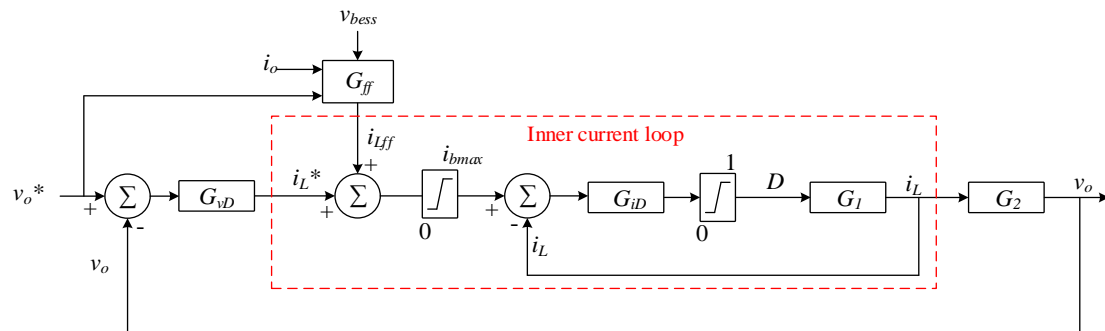 v_bess
i_o
G_ff
i_Lff
Inner current loop
+
i_bmax
1
v_o*
+
Σ
-
G_vD
i_L*
+
Σ
0
+
Σ
-
G_iD
0
D
G_1
i_L
G_2
v_o
i_L
v_o